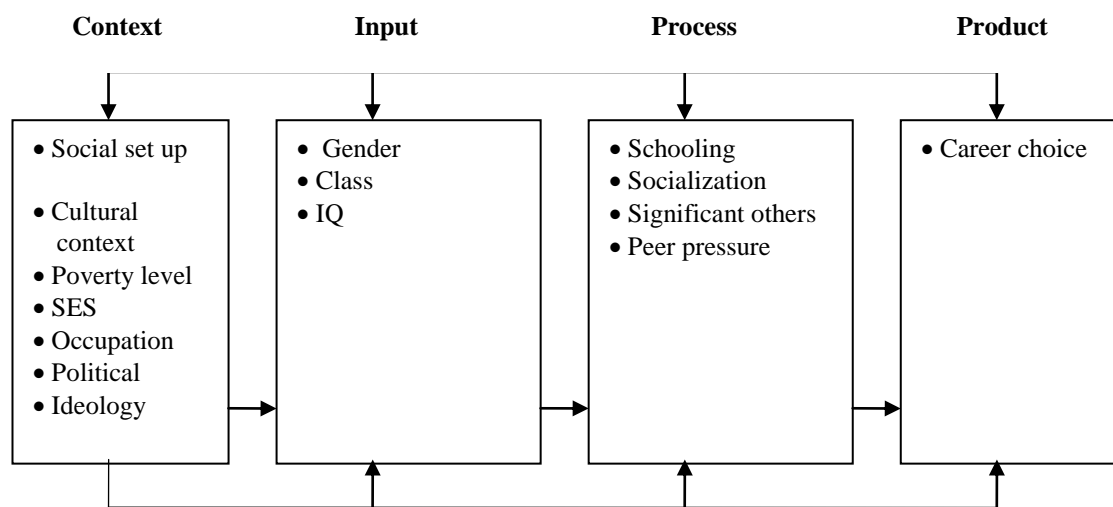 Context
Input
Process
Product
• Social set up
• Cultural
context
• Poverty level
• SES
• Occupation
• Political
• Ideology
• Gender
• Class
• IQ
• Schooling
• Socialization
• Significant others
• Peer pressure
• Career choice